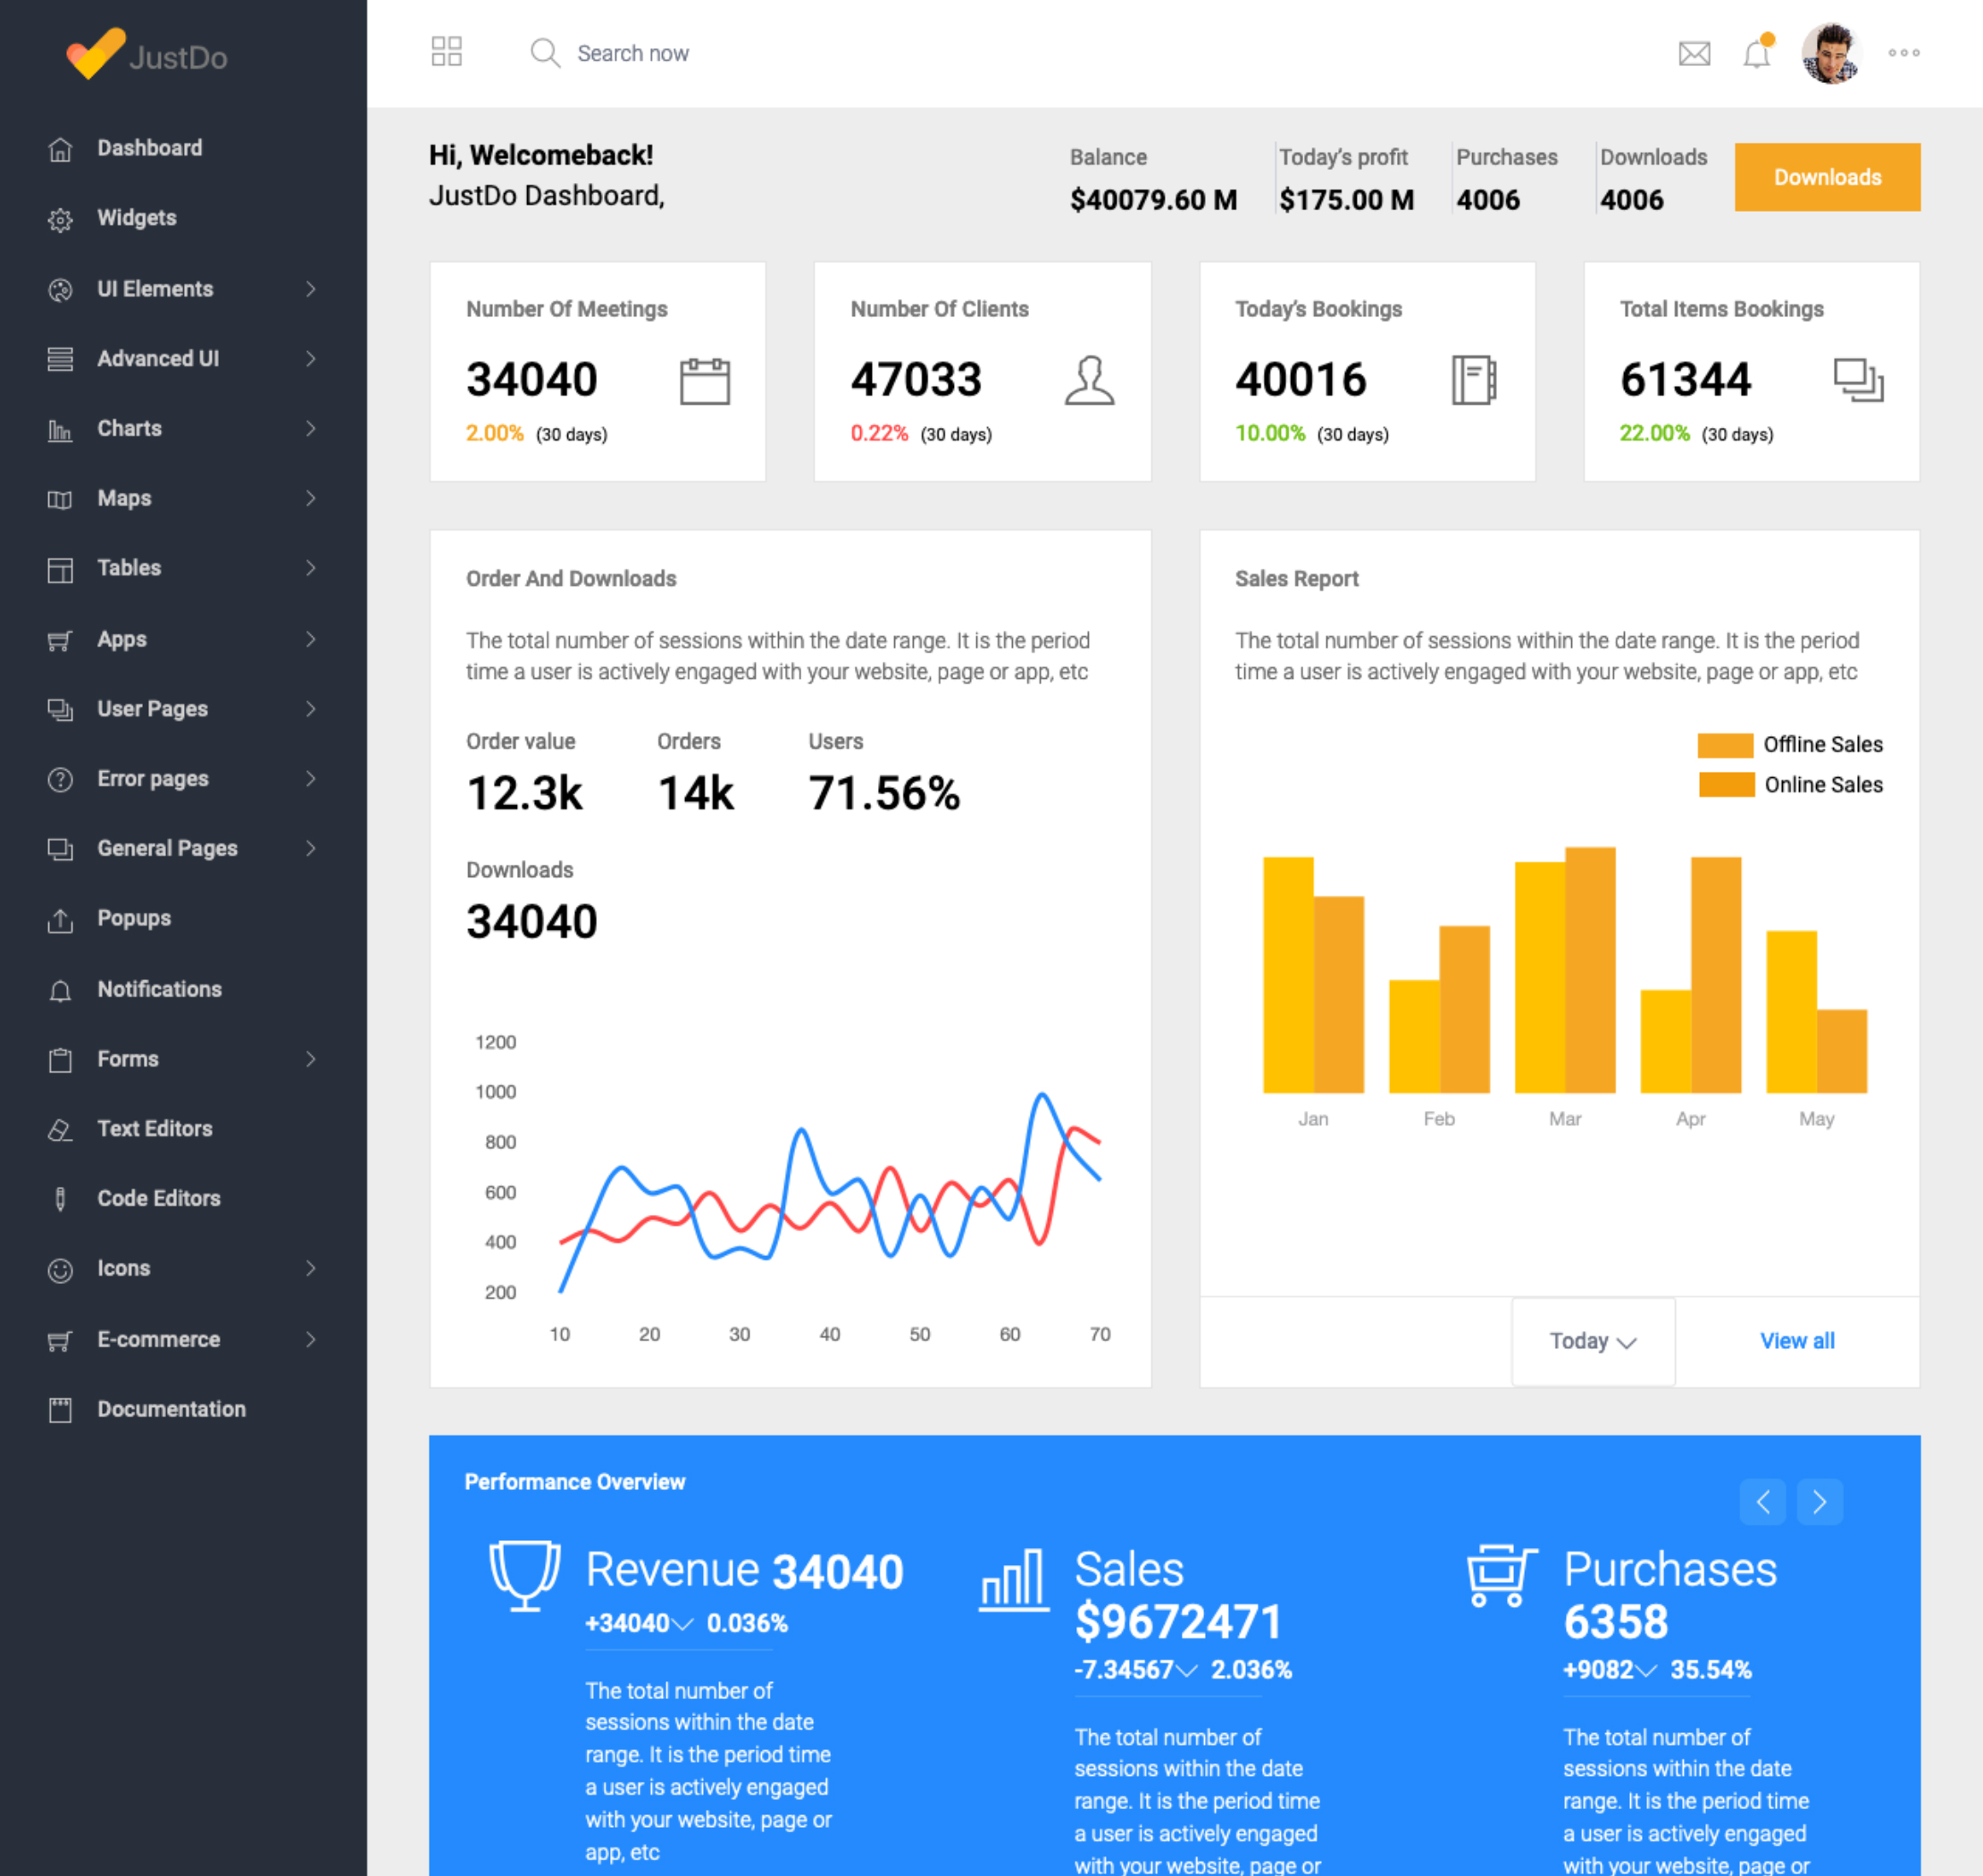 JustDo
Search now
Dashboard
Widgets
UI Elements
Advanced UI
Charts
Maps
Tables
Apps
User Pages
Error pages
General Pages
Popups
Notifications
Forms
Text Editors
Code Editors
Icons
E-commerce
Documentation
Hi, Welcomeback!
JustDo Dashboard,
Balance
$40079.60 M
Today's profit
$175.00 M
Purchases
4006
Downloads
4006
Downloads
Number Of Meetings
34040
2.00% (30 days)
Number Of Clients
47033
0.22% (30 days)
Today's Bookings
40016
10.00% (30 days)
Total Items Bookings
61344
22.00% (30 days)
Order And Downloads
The total number of sessions within the date range. It is the period
time a user is actively engaged with your website, page or app, etc
Order value
12.3k
Orders
14k
Users
71.56%
Downloads
34040
1200
1000
800
600
400
200
10 20 30 40 50 60 70
Sales Report
The total number of sessions within the date range. It is the period
time a user is actively engaged with your website, page or app, etc
Offline Sales
Online Sales
Jan Feb Mar Apr May
Today
View all
Performance Overview
Revenue 34040
+34040 0.036%
The total number of
sessions within the date
range. It is the period time
a user is actively engaged
with your website, page or
app, etc
Sales
$9672471
-7.34567 2.036%
The total number of
sessions within the date
range. It is the period time
a user is actively engaged
with your website, page or
Purchases
6358
+9082 35.54%
The total number of
sessions within the date
range. It is the period time
a user is actively engaged
with your website, page or